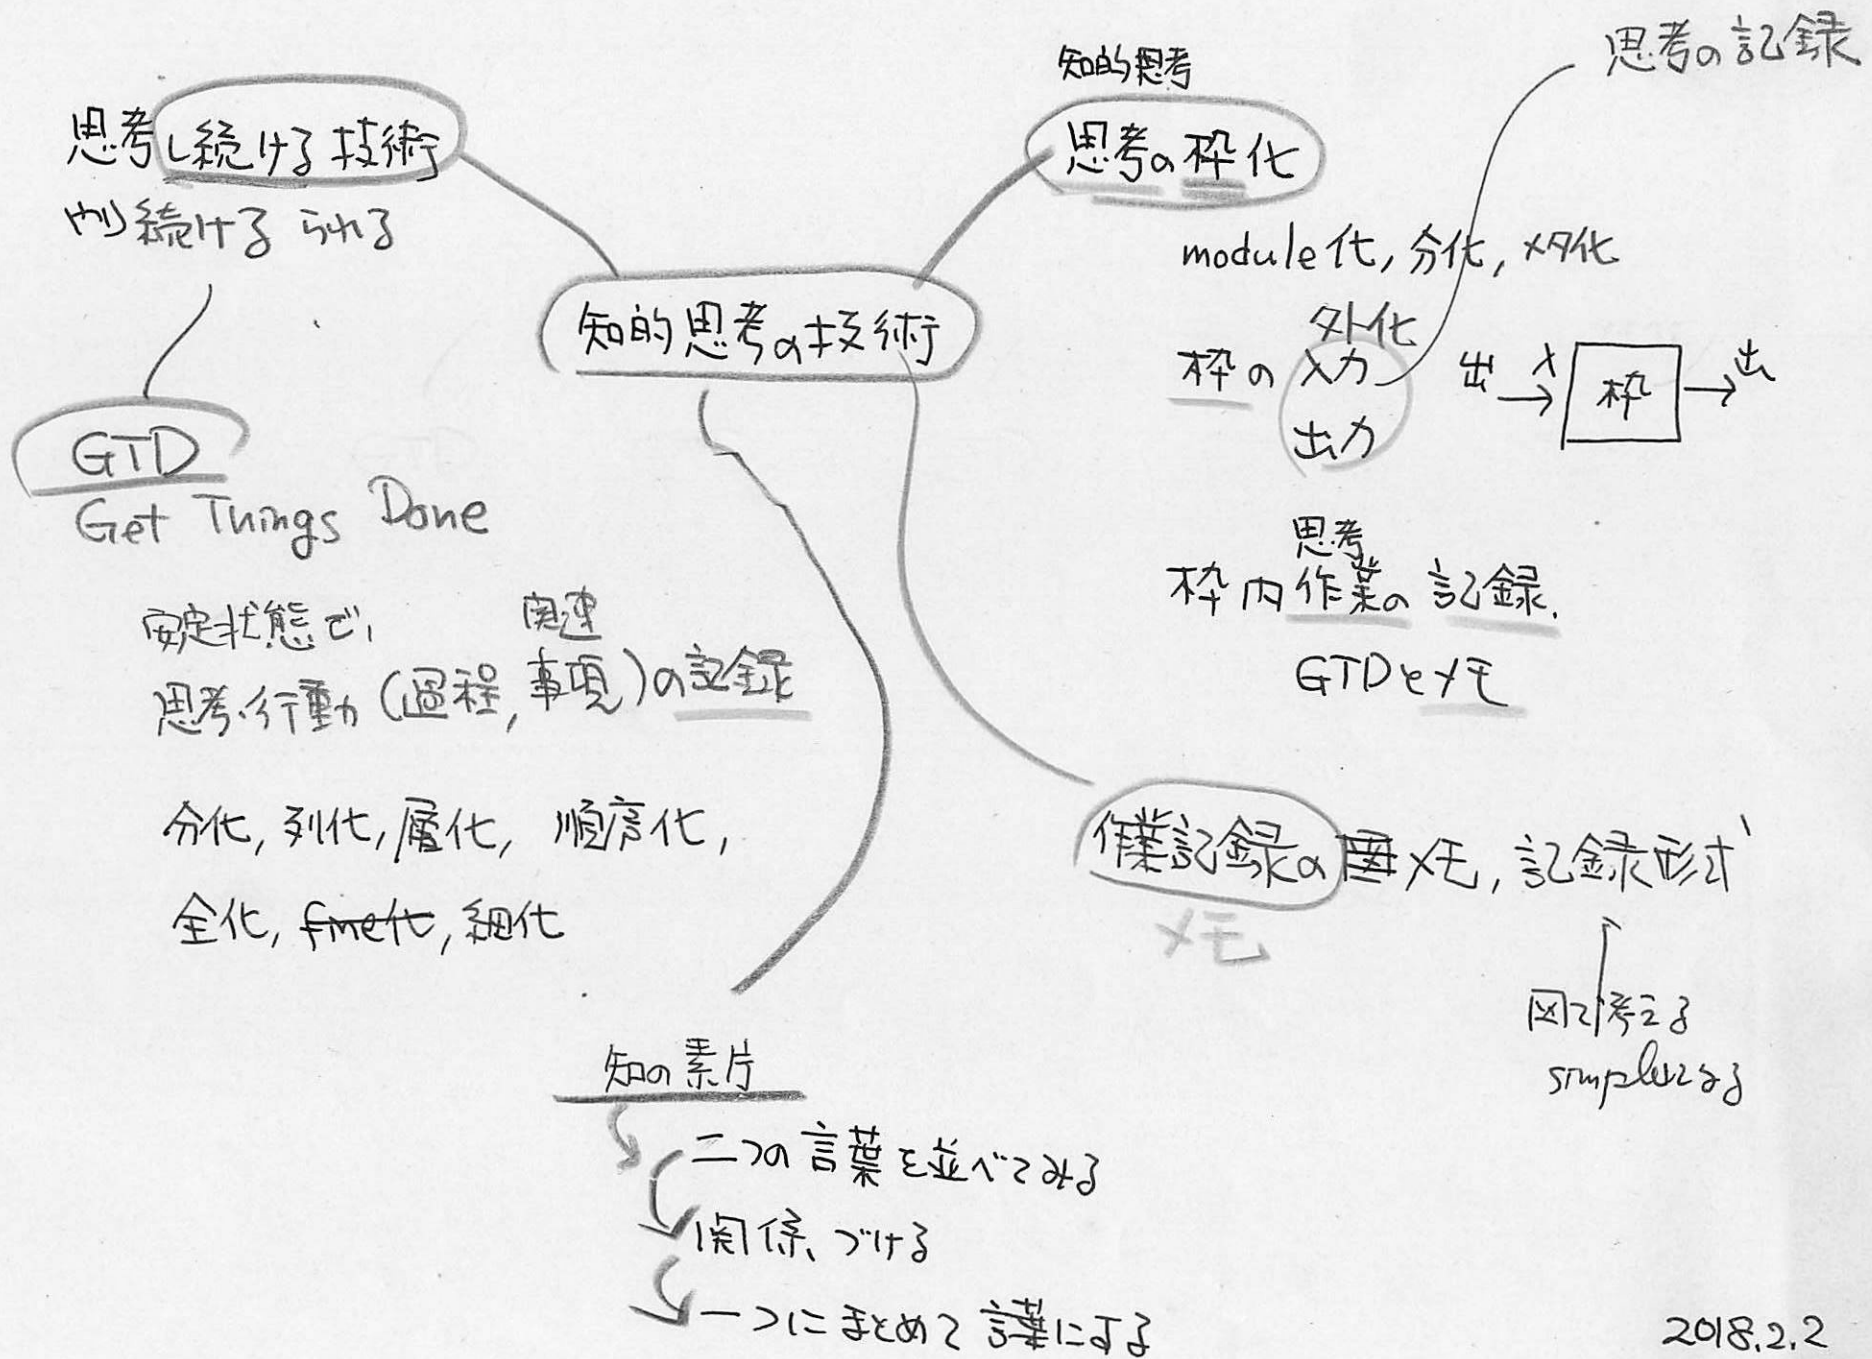 思考の記録
知的思考
思考の枠化
思考し続ける技術
やり続けるられる
module化, 分化, メタ化
知的思考の技術
外化
枠の入力
出力
出 入 → 枠 → 出
GTD
Get Things Done
思考
枠内作業の記録.
GTDとメモ
安定状態で,
関連
思考・行動(過程, 事項)の記録
分化, 列化, 層化, 順序化,
全化, fine化, 細化
作業記録の図メモ, 記録形式
メモ
図で考える
simpleになる
知の素片
二つの言葉を並べてみる
関係づける
一つにまとめて言葉にする
2018.2.2